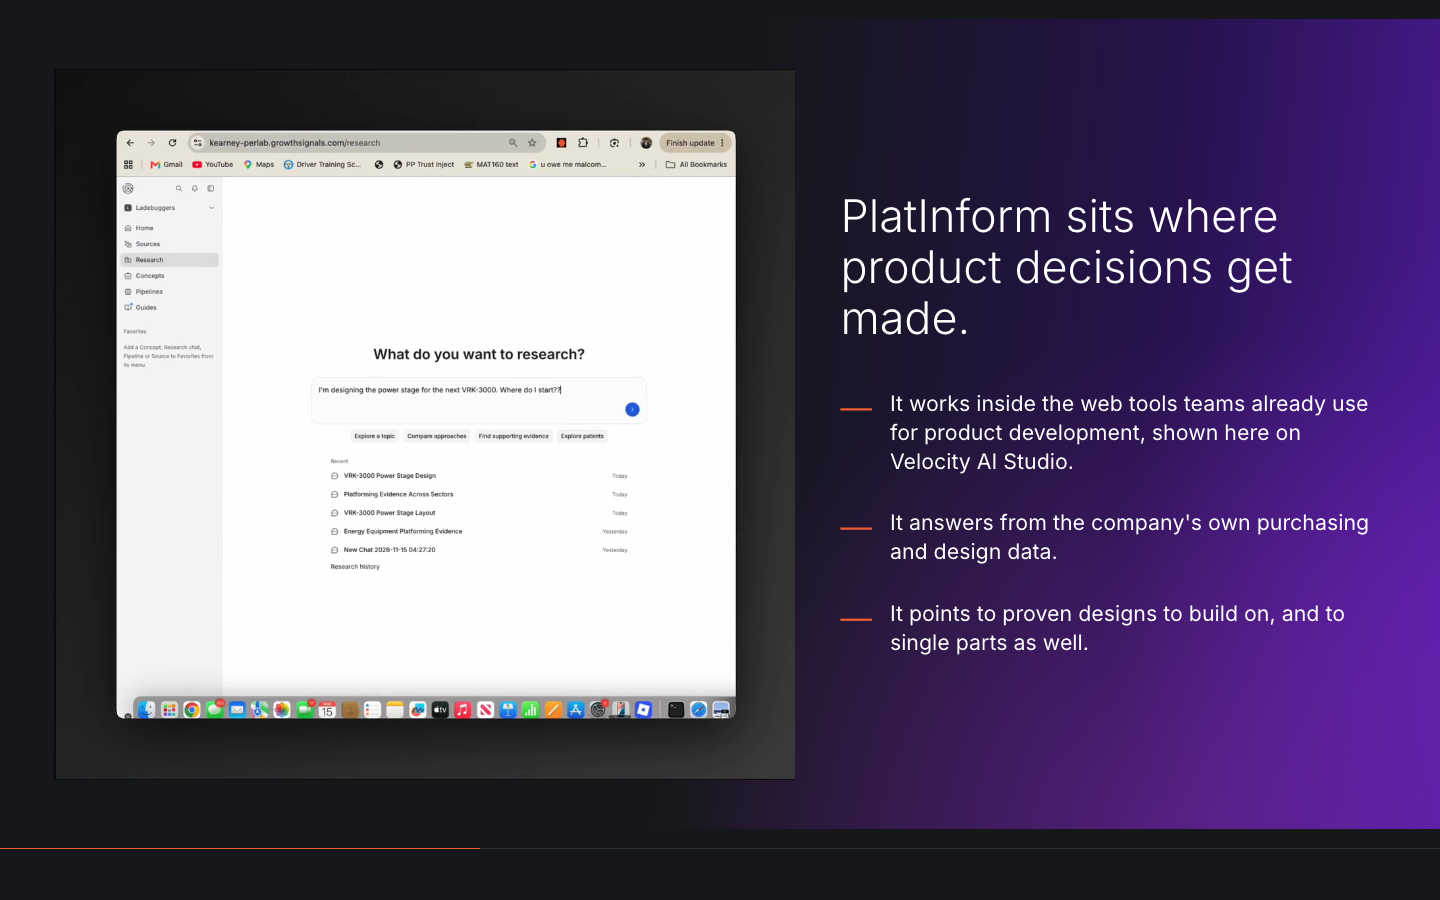 kearney-perlab.growthsignals.com/research
Finish update
Gmail
YouTube
Maps
Driver Training Sc...
PP Trust Inject
MAT160 text
u owe me malcom...
»
All Bookmarks
Ladebuggers
Home
Sources
Research
Concepts
Pipelines
Guides
Favorites
Add a Concept, Research chat,
Pipeline or Source to Favorites from
its menu.
What do you want to research?
I'm designing the power stage for the next VRK-3000. Where do I start??
Explore a topic
Compare approaches
Find supporting evidence
Explore patents
Recent
VRK-3000 Power Stage Design Today
Platforming Evidence Across Sectors Today
VRK-3000 Power Stage Layout Today
Energy Equipment Platforming Evidence Yesterday
New Chat 2026-11-15 04:27:20 Yesterday
Research history
15
tv
PlatInform sits where
product decisions get
made.
It works inside the web tools teams already use
for product development, shown here on
Velocity AI Studio.
It answers from the company's own purchasing
and design data.
It points to proven designs to build on, and to
single parts as well.